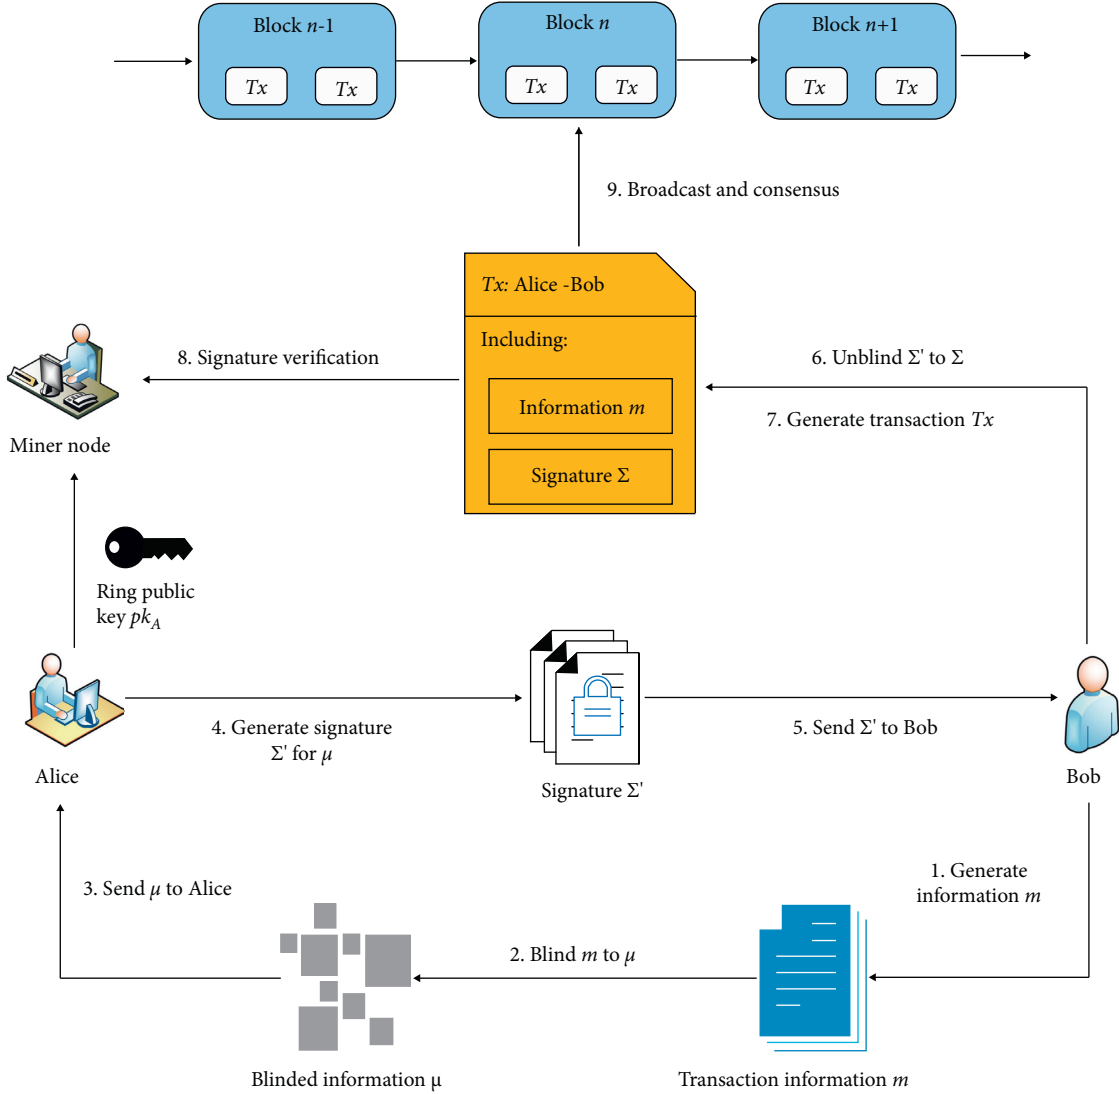 Block n-1
Block n
Block n+1
Tx
Tx
Tx
Tx
Tx
Tx
9. Broadcast and consensus
Tx: Alice -Bob
Including:
Information m
Signature Σ
8. Signature verification
6. Unblind Σ' to Σ
7. Generate transaction Tx
Miner node
Ring public
key pk_A
4. Generate signature
Σ' for μ
5. Send Σ' to Bob
Alice
Signature Σ'
Bob
3. Send μ to Alice
1. Generate
information m
2. Blind m to μ
Blinded information μ
Transaction information m